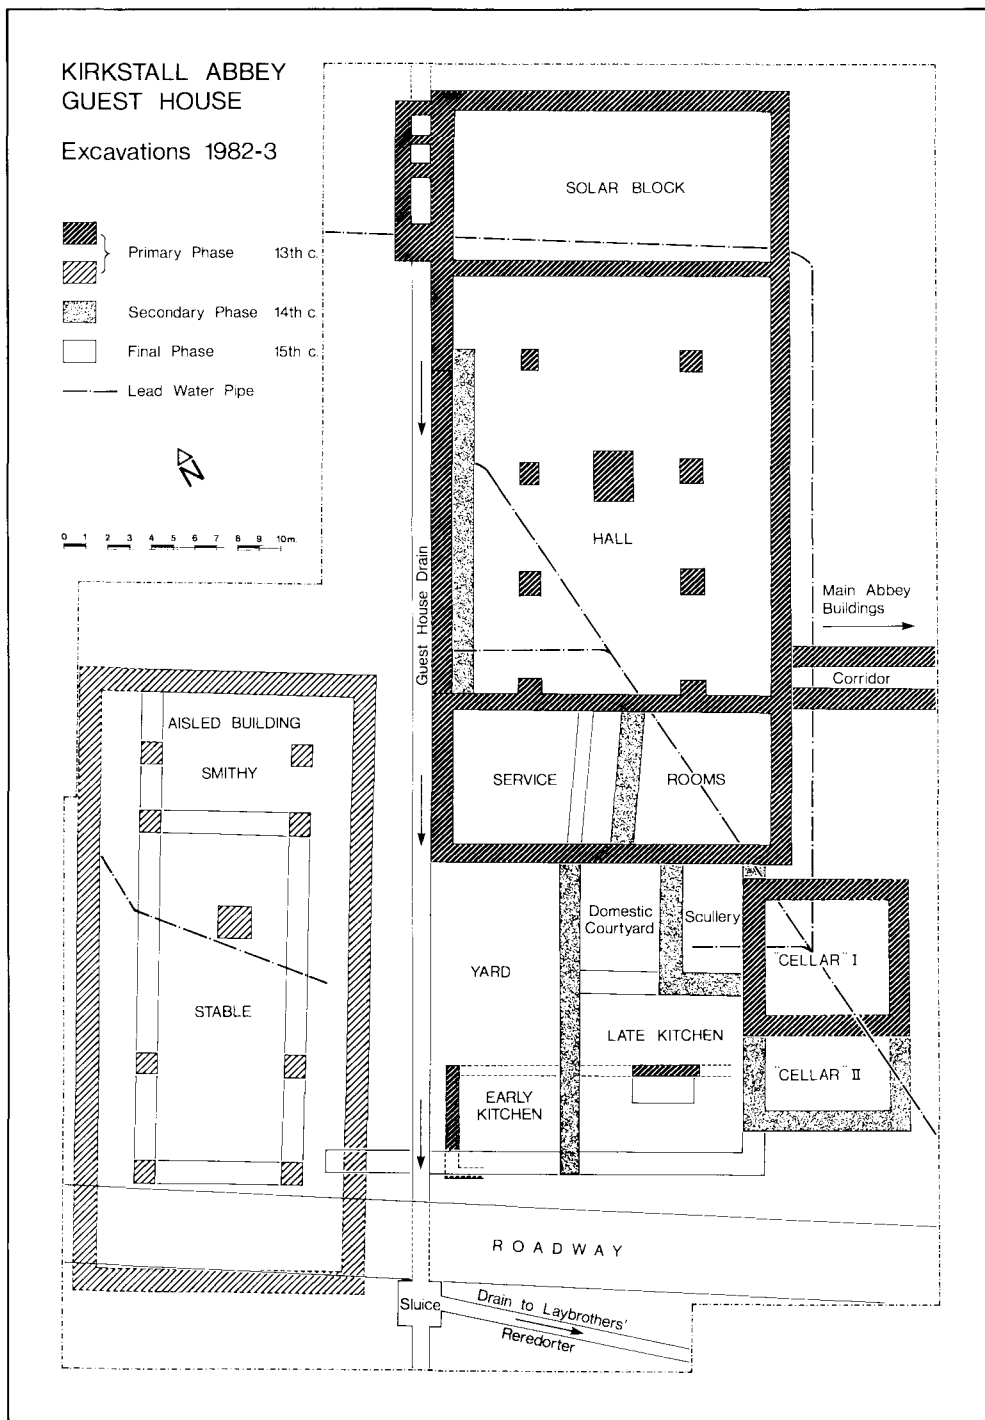 KIRKSTALL ABBEY
GUEST HOUSE
Excavations 1982-3
Primary Phase 13th c.
Secondary Phase 14th c.
Final Phase 15th c.
Lead Water Pipe
N
0 1 2 3 4 5 6 7 8 9 10m.
SOLAR BLOCK
HALL
Guest House Drain
Main Abbey
Buildings
Corridor
AISLED BUILDING
SMITHY
SERVICE ROOMS
STABLE
YARD
Domestic
Courtyard
Scullery
"CELLAR" I
LATE KITCHEN
"CELLAR" II
EARLY
KITCHEN
ROADWAY
Sluice
Drain to Laybrothers'
Reredorter